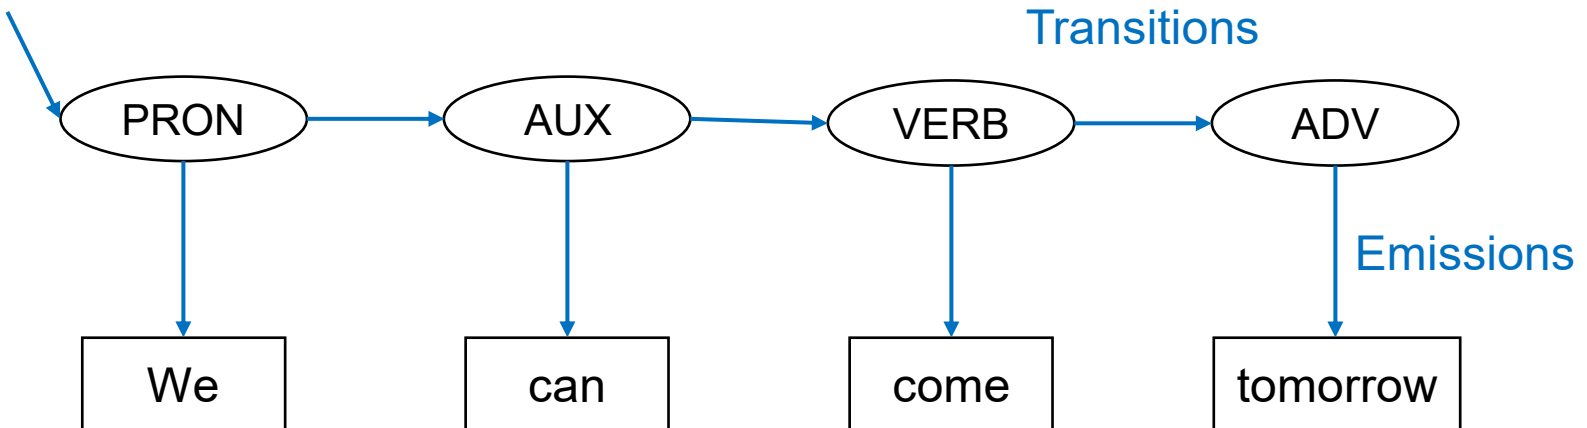 Transitions
PRON AUX VERB ADV
Emissions
We can come tomorrow